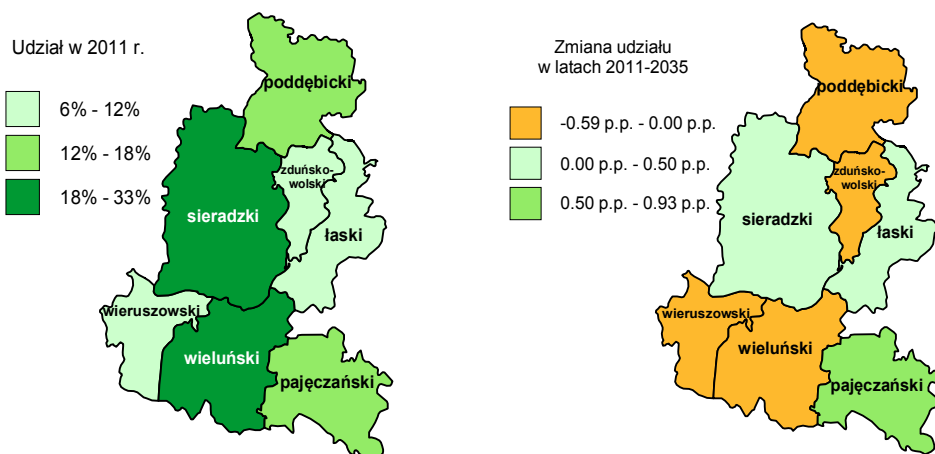 Udział w 2011 r.
6% - 12%
12% - 18%
18% - 33%
poddębicki
zduńsko-
wolski
sieradzki
łaski
wieruszowski
wieluński
pajęczański
Zmiana udziału
w latach 2011-2035
-0.59 p.p. - 0.00 p.p.
0.00 p.p. - 0.50 p.p.
0.50 p.p. - 0.93 p.p.
poddębicki
zduńsko-
wolski
sieradzki
łaski
wieruszowski
wieluński
pajęczański